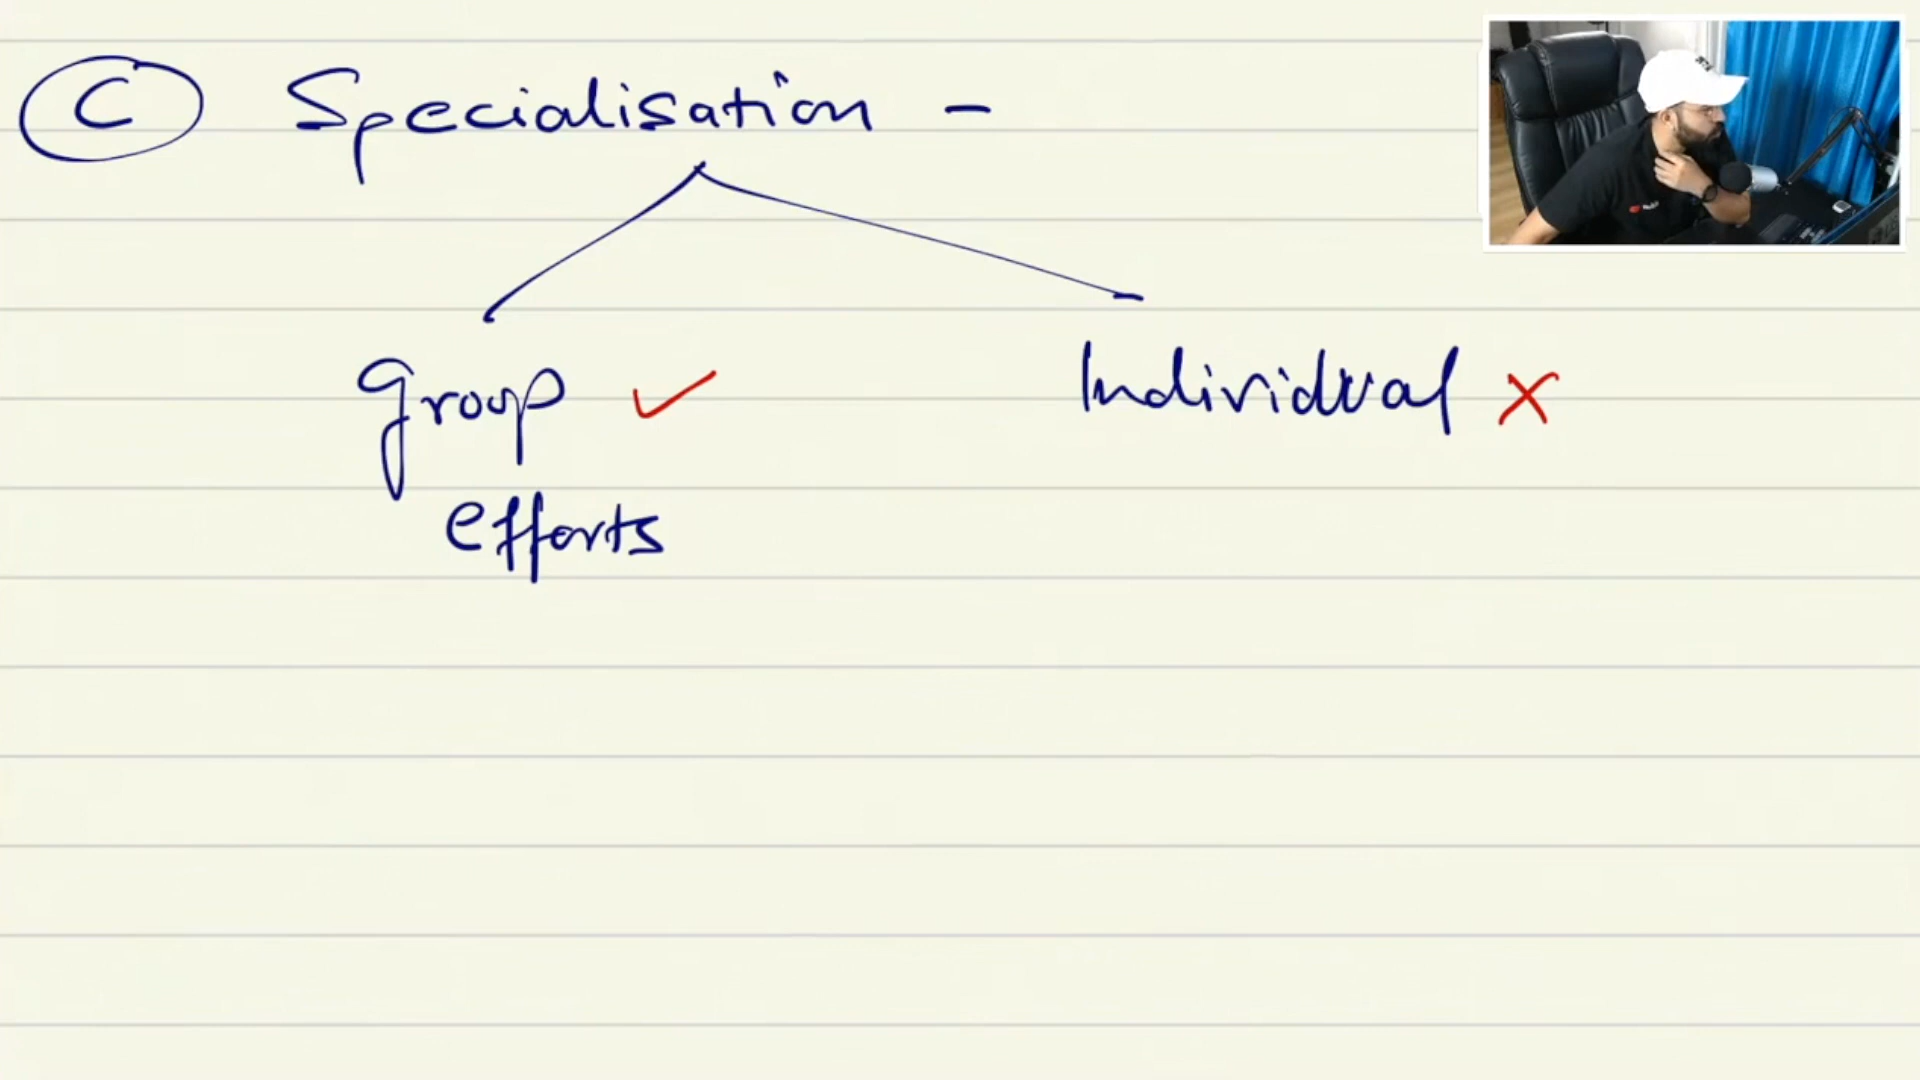 C Specialisation -
Group ✓ Individual ✗
efforts